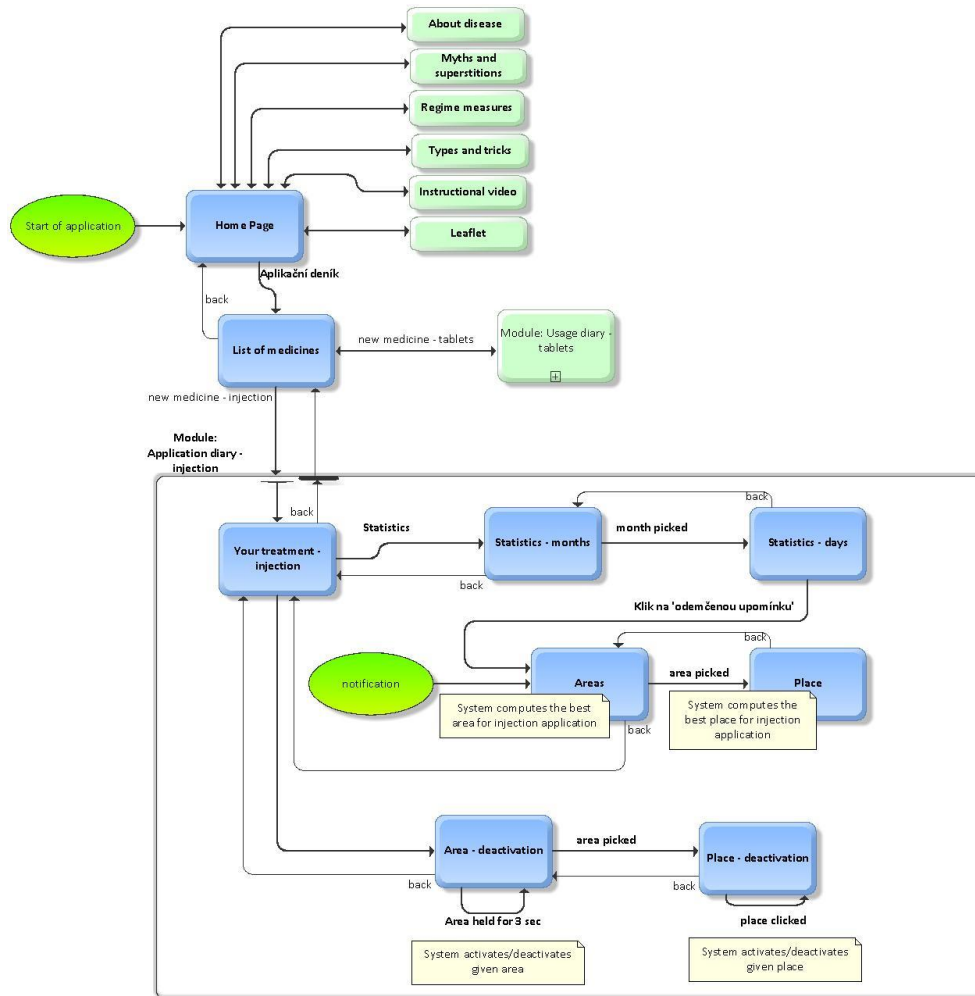 About disease
Myths and
superstitions
Regime measures
Types and tricks
Instructional video
Leaflet
Start of application
Home Page
Aplikační deník
back
List of medicines
new medicine - tablets
Module: Usage diary -
tablets
new medicine - injection
Module:
Application diary -
injection
back
Your treatment -
injection
Statistics
back
Statistics - months
month picked
back
Statistics - days
Klik na 'odemčenou upomínku'
notification
Areas
area picked
back
Place
System computes the best
area for injection application
System computes the
best place for injection
application
back
Area - deactivation
area picked
Place - deactivation
back
back
Area held for 3 sec
place clicked
System activates/deactivates
given area
System activates/deactivates
given place